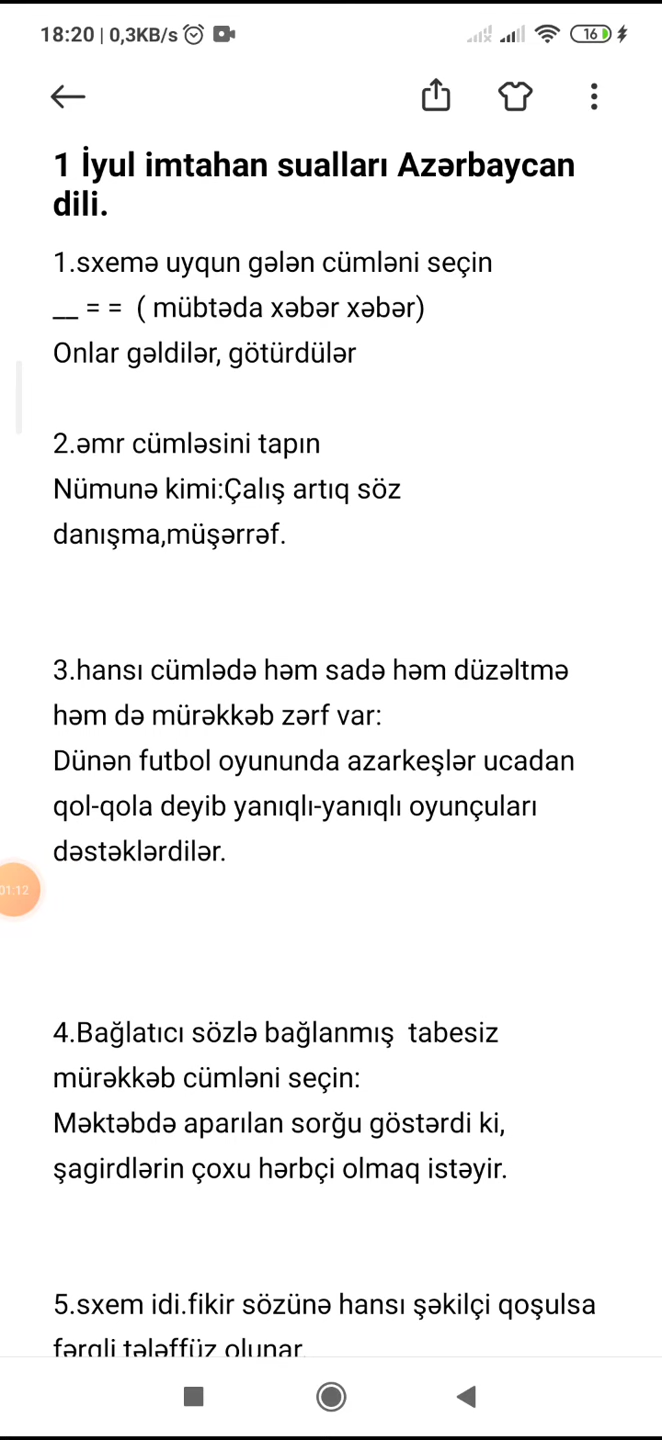 18:20 | 0,3KB/s
16
1 İyul imtahan sualları Azərbaycan
dili.
1.sxemə uyqun gələn cümləni seçin
__ = = ( mübtəda xəbər xəbər)
Onlar gəldilər, götürdülər
2.əmr cümləsini tapın
Nümunə kimi:Çalış artıq söz
danışma,müşərrəf.
3.hansı cümlədə həm sadə həm düzəltmə
həm də mürəkkəb zərf var:
Dünən futbol oyununda azarkeşlər ucadan
qol-qola deyib yanıqlı-yanıqlı oyunçuları
dəstəklərdilər.
01:12
4.Bağlatıcı sözlə bağlanmış tabesiz
mürəkkəb cümləni seçin:
Məktəbdə aparılan sorğu göstərdi ki,
şagirdlərin çoxu hərbçi olmaq istəyir.
5.sxem idi.fikir sözünə hansı şəkilçi qoşulsa
fərqli tələffüz olunar